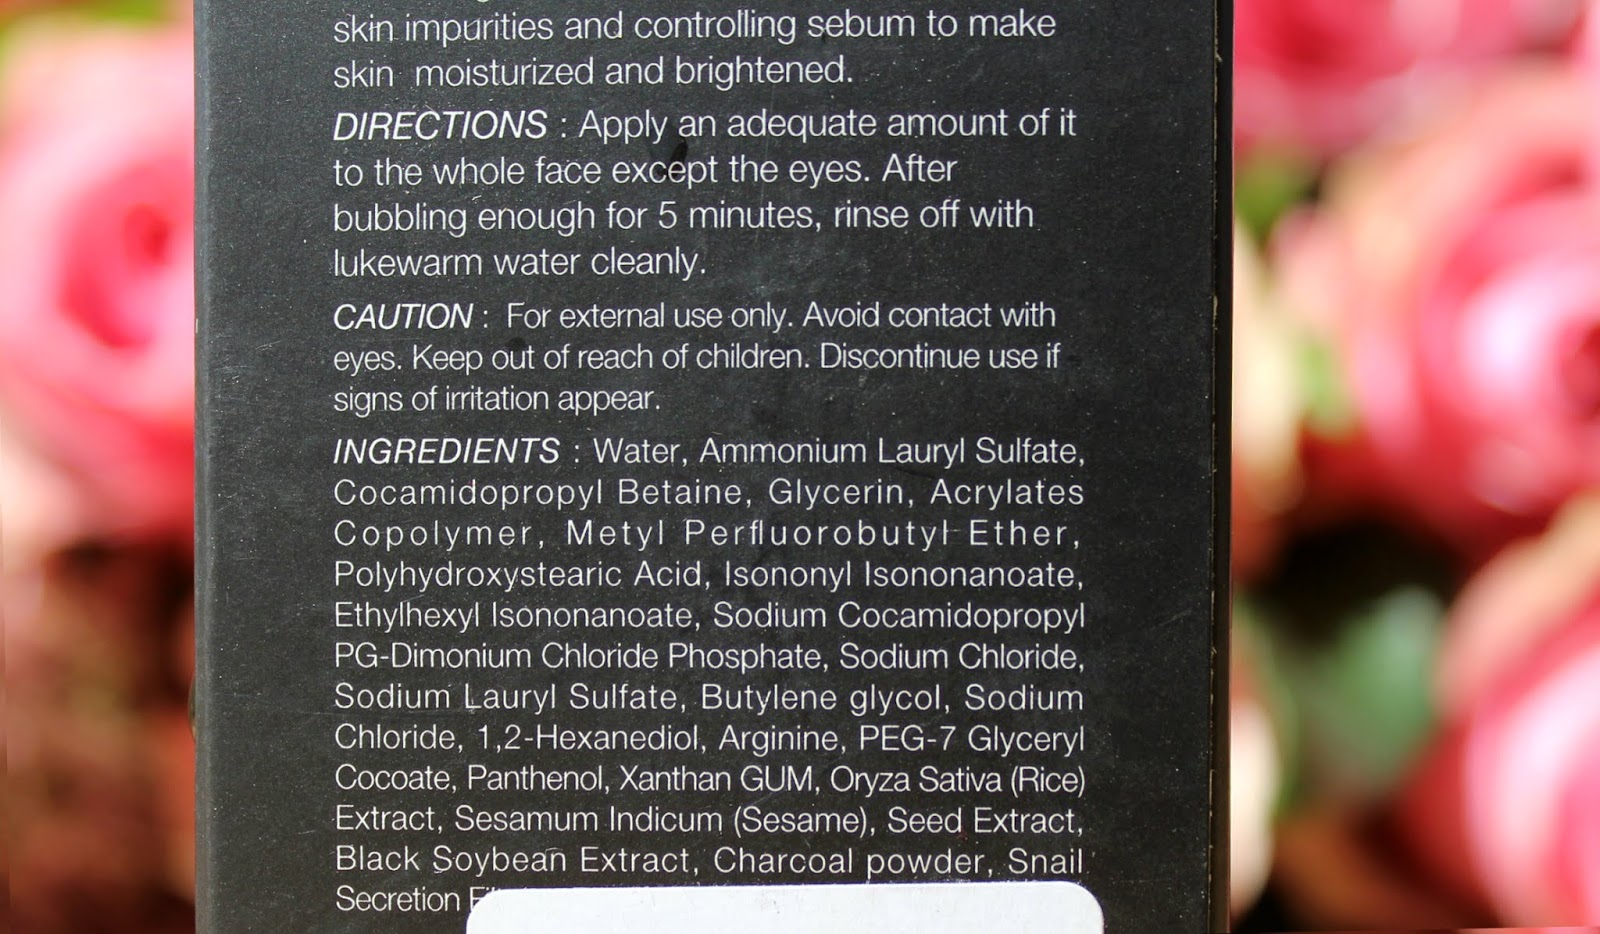 skin impurities and controlling sebum to make
skin moisturized and brightened.
DIRECTIONS : Apply an adequate amount of it
to the whole face except the eyes. After
bubbling enough for 5 minutes, rinse off with
lukewarm water cleanly.
CAUTION : For external use only. Avoid contact with
eyes. Keep out of reach of children. Discontinue use if
signs of irritation appear.
INGREDIENTS : Water, Ammonium Lauryl Sulfate,
Cocamidopropyl Betaine, Glycerin, Acrylates
Copolymer, Metyl Perfluorobutyl Ether,
Polyhydroxystearic Acid, Isononyl Isononanoate,
Ethylhexyl Isononanoate, Sodium Cocamidopropyl
PG-Dimonium Chloride Phosphate, Sodium Chloride,
Sodium Lauryl Sulfate, Butylene glycol, Sodium
Chloride, 1,2-Hexanediol, Arginine, PEG-7 Glyceryl
Cocoate, Panthenol, Xanthan GUM, Oryza Sativa (Rice)
Extract, Sesamum Indicum (Sesame), Seed Extract,
Black Soybean Extract, Charcoal powder, Snail
Secretion